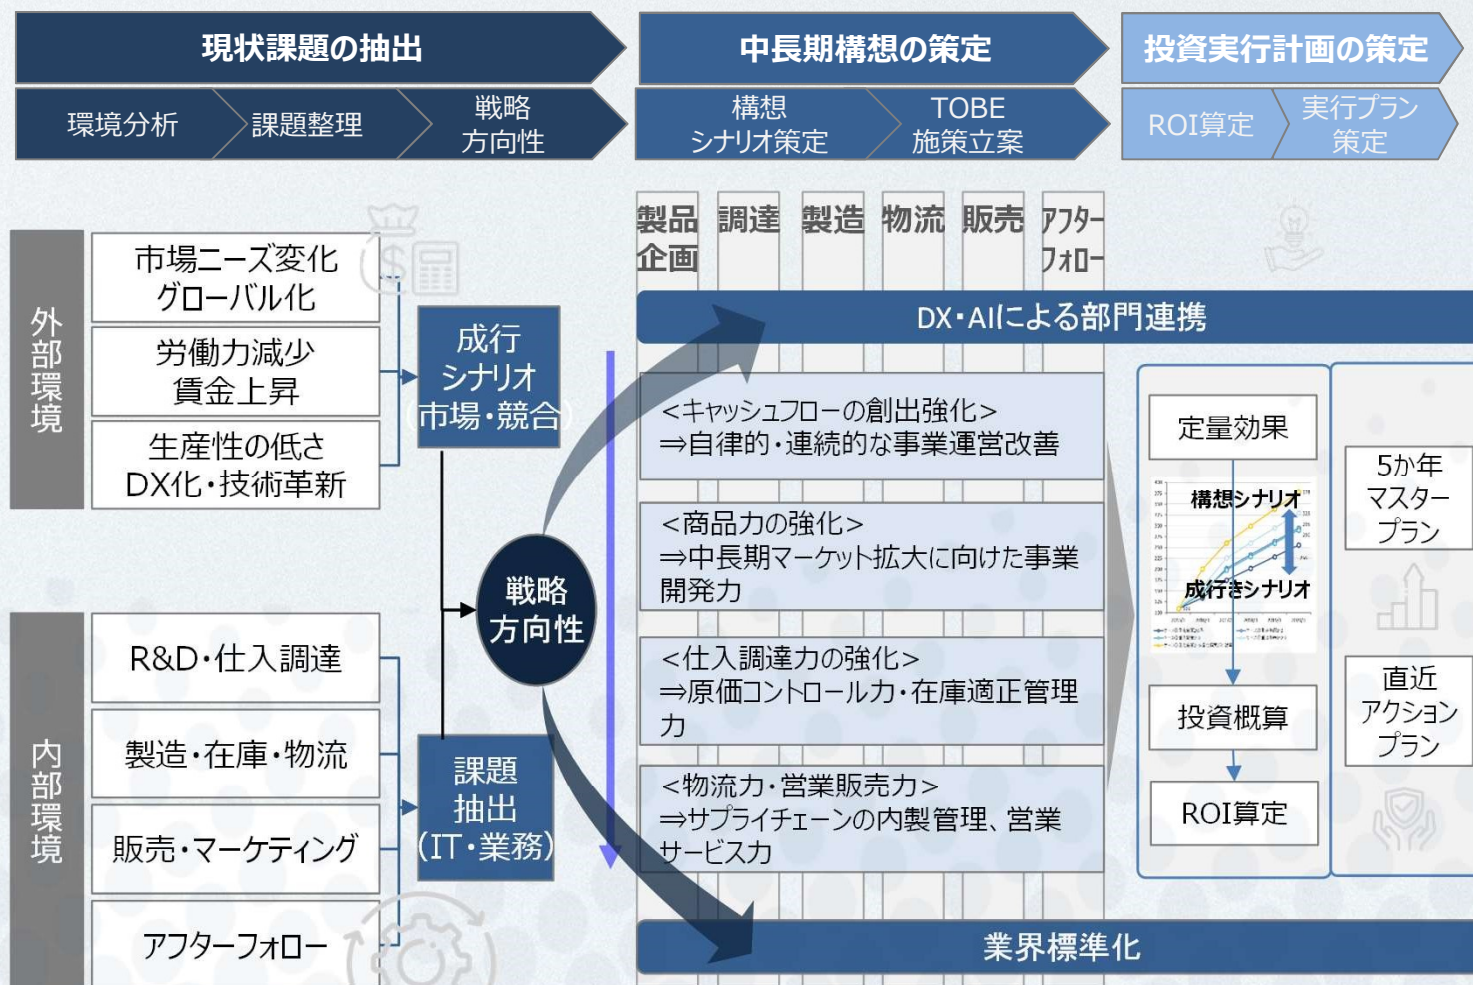 現状課題の抽出
中長期構想の策定
投資実行計画の策定
環境分析
課題整理
戦略
方向性
構想
シナリオ策定
TOBE
施策立案
ROI算定
実行プラン
策定
製品
企画
調達
製造
物流
販売
アフター
フォロー
外部環境
市場ニーズ変化
グローバル化
労働力減少
賃金上昇
生産性の低さ
DX化・技術革新
成行
シナリオ
(市場・競合)
内部環境
R&D・仕入調達
製造・在庫・物流
販売・マーケティング
アフターフォロー
課題
抽出
(IT・業務)
戦略
方向性
DX・AIによる部門連携
<キャッシュフローの創出強化>
⇒自律的・連続的な事業運営改善
<商品力の強化>
⇒中長期マーケット拡大に向けた事業
開発力
<仕入調達力の強化>
⇒原価コントロール力・在庫適正管理
力
<物流力・営業販売力>
⇒サプライチェーンの内製管理、営業
サービス力
業界標準化
定量効果
構想シナリオ
成行きシナリオ
投資概算
ROI算定
5か年
マスター
プラン
直近
アクション
プラン